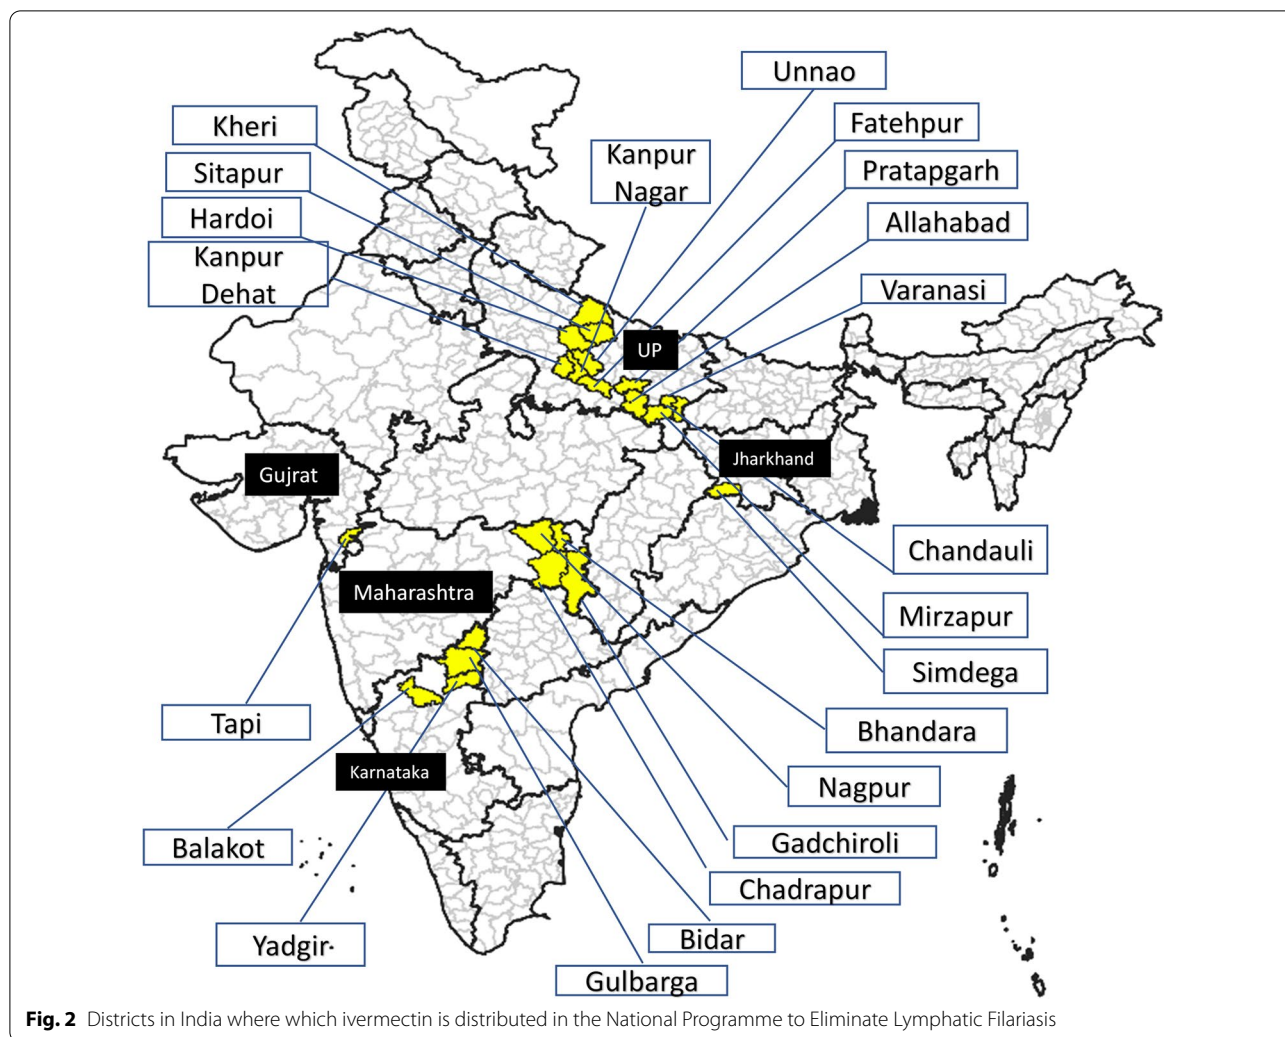 Unnao
Kheri
Fatehpur
Kanpur
Nagar
Sitapur
Pratapgarh
Hardoi
Allahabad
Kanpur
Dehat
Varanasi
UP
Gujrat
Jharkhand
Chandauli
Maharashtra
Mirzapur
Simdega
Tapi
Bhandara
Karnataka
Nagpur
Balakot
Gadchiroli
Chadrapur
Yadgir
Bidar
Gulbarga
Fig. 2 Districts in India where which ivermectin is distributed in the National Programme to Eliminate Lymphatic Filariasis